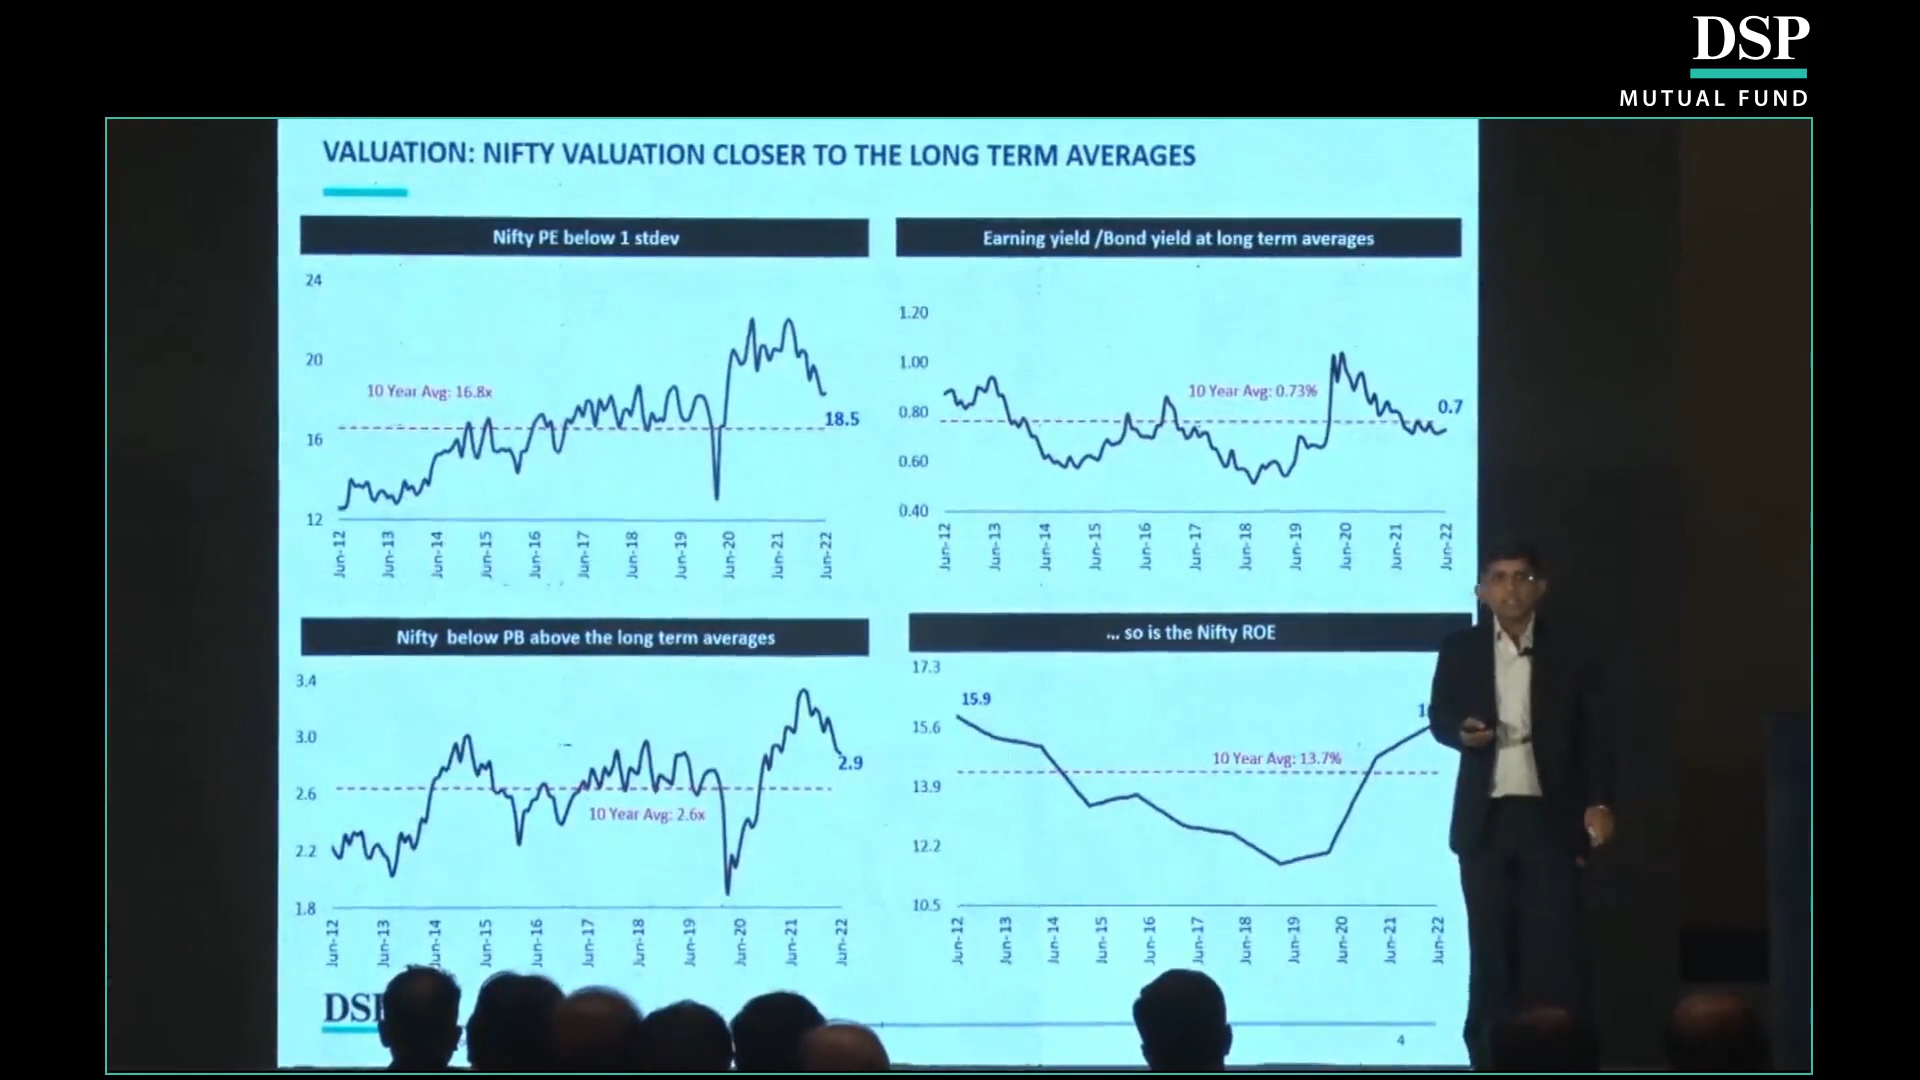 DSP
MUTUAL FUND
VALUATION: NIFTY VALUATION CLOSER TO THE LONG TERM AVERAGES
Nifty PE below 1 stdev
24
20
16
12
10 Year Avg: 16.8x
18.5
Jun-12
Jun-13
Jun-14
Jun-15
Jun-16
Jun-17
Jun-18
Jun-19
Jun-20
Jun-21
Jun-22
Earning yield /Bond yield at long term averages
1.20
1.00
0.80
0.60
0.40
10 Year Avg: 0.73%
0.7
Jun-12
Jun-13
Jun-14
Jun-15
Jun-16
Jun-17
Jun-18
Jun-19
Jun-20
Jun-21
Jun-22
Nifty below PB above the long term averages
3.4
3.0
2.6
2.2
1.8
2.9
10 Year Avg: 2.6x
Jun-12
Jun-13
Jun-14
Jun-15
Jun-16
Jun-17
Jun-18
Jun-19
Jun-20
Jun-21
Jun-22
... so is the Nifty ROE
17.3
15.6
13.9
12.2
10.5
15.9
10 Year Avg: 13.7%
Jun-12
Jun-13
Jun-14
Jun-15
Jun-16
Jun-17
Jun-18
Jun-19
Jun-20
Jun-21
Jun-22
4